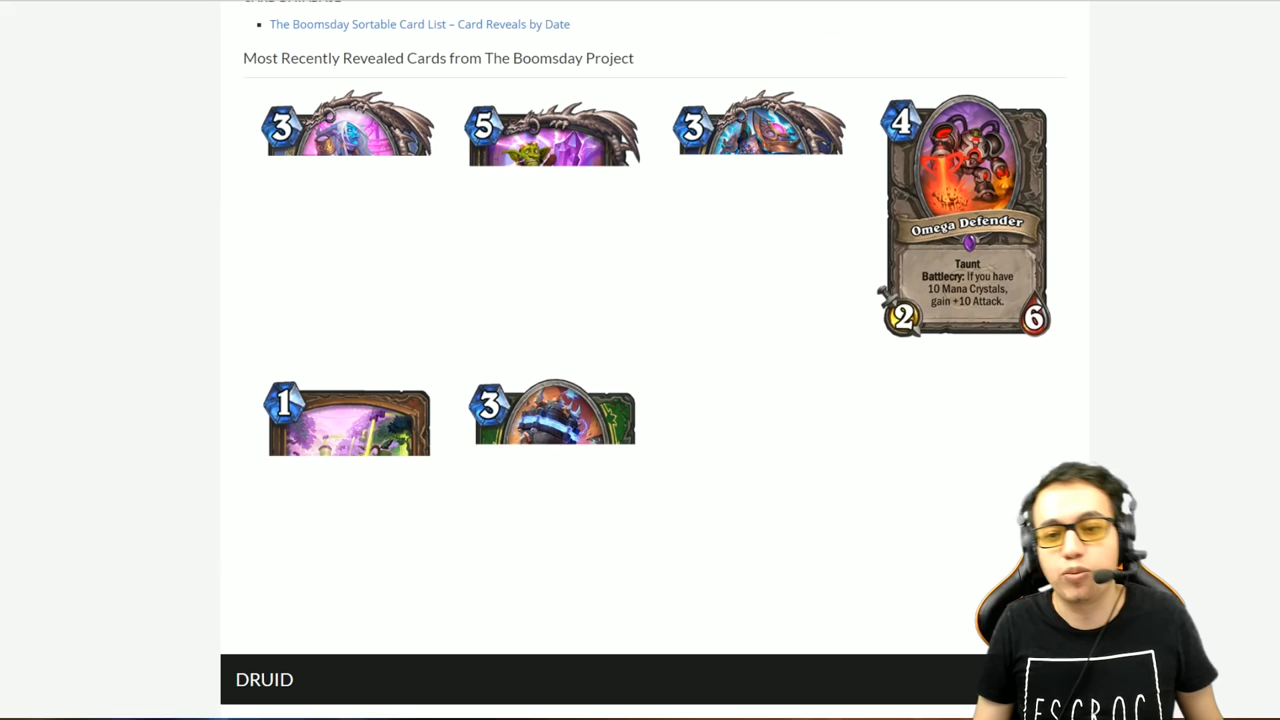 The Boomsday Sortable Card List – Card Reveals by Date
Most Recently Revealed Cards from The Boomsday Project
3
5
3
4
Omega Defender
Taunt
Battlecry: If you have
10 Mana Crystals,
gain +10 Attack.
2
6
1
3
DRUID
ESCROC